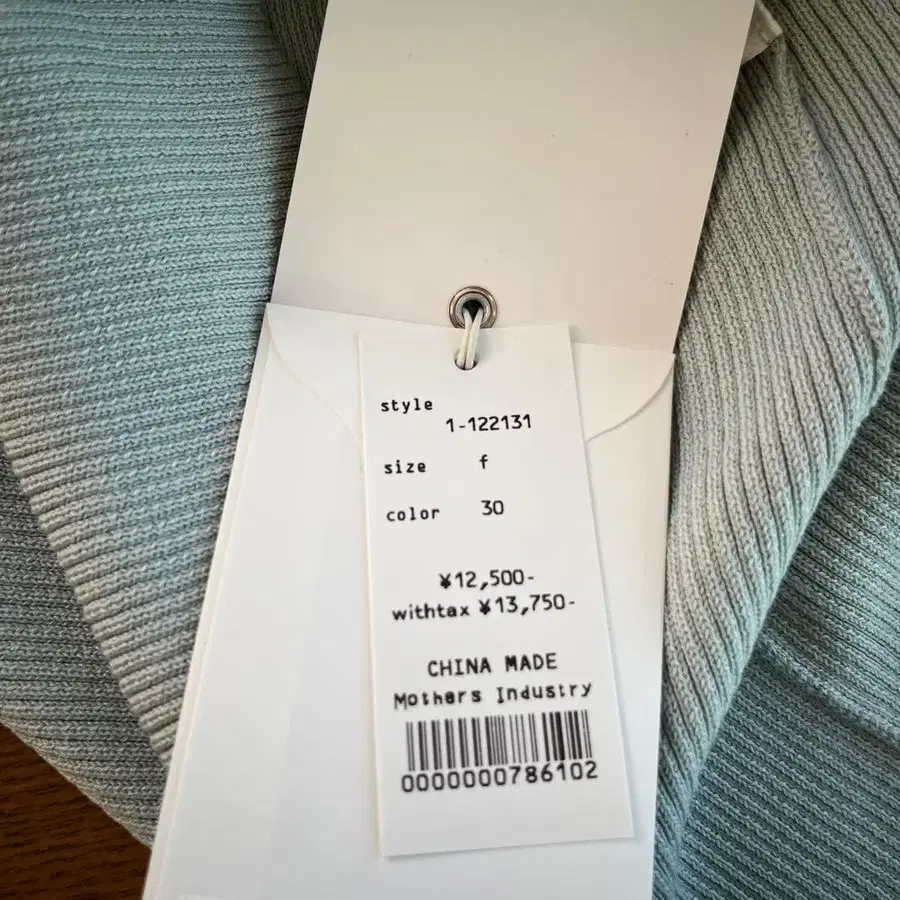 style
1-122131
size f
color 30
¥12,500-
withtax ¥13,750-
CHINA MADE
Mothers Industry
0000000786102